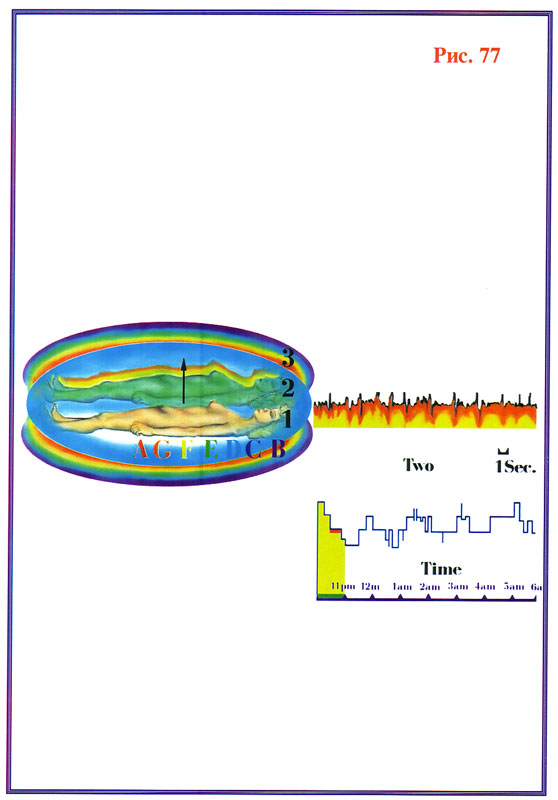 Рис. 77
3
2
1
A G F E D C B
Two
1Sec.
Time
11pm 12m 1am 2am 3am 4am 5am 6a